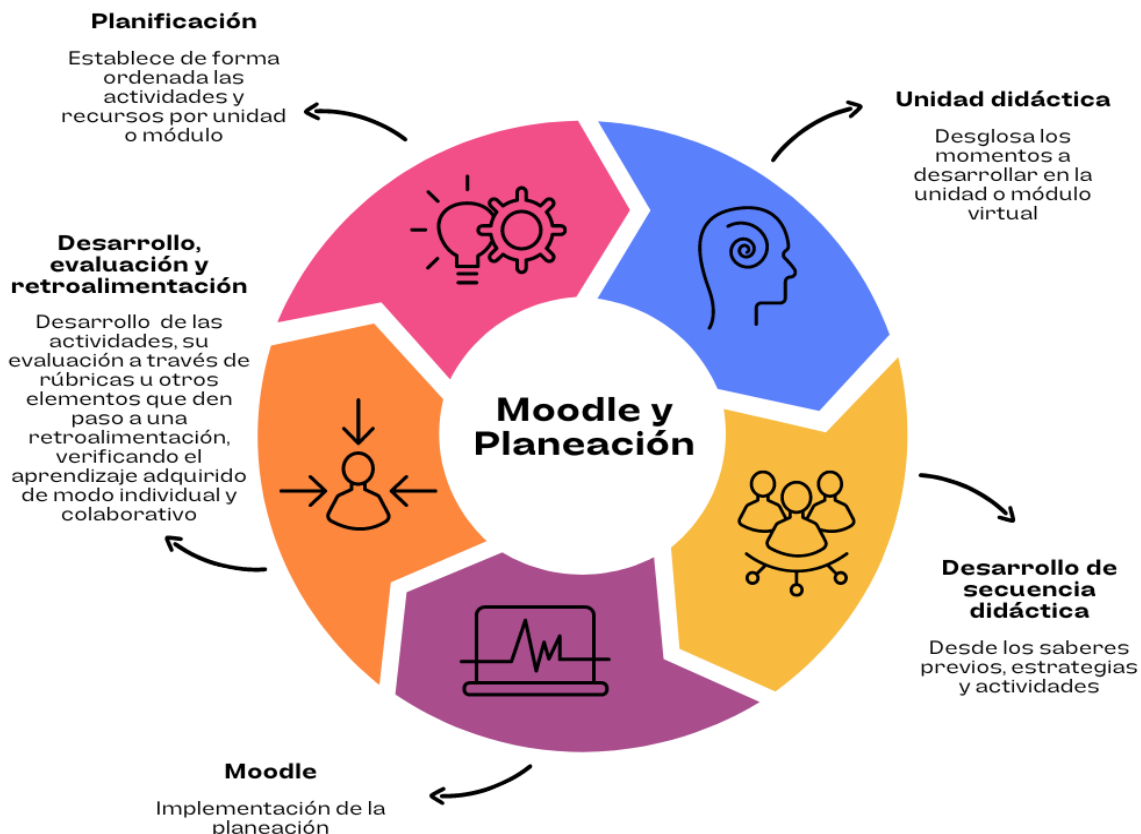 Planificación
Establece de forma
ordenada las
actividades y
recursos por unidad
o módulo
Unidad didáctica
Desglosa los
momentos a
desarrollar en la
unidad o módulo
virtual
Desarrollo de
secuencia
didáctica
Desde los saberes
previos, estrategias
y actividades
Moodle
Implementación de la
planeación
Desarrollo,
evaluación y
retroalimentación
Desarrollo de las
actividades, su
evaluación a través de
rúbricas u otros
elementos que den
paso a una
retroalimentación,
verificando el
aprendizaje adquirido
de modo individual y
colaborativo
Moodle y
Planeación